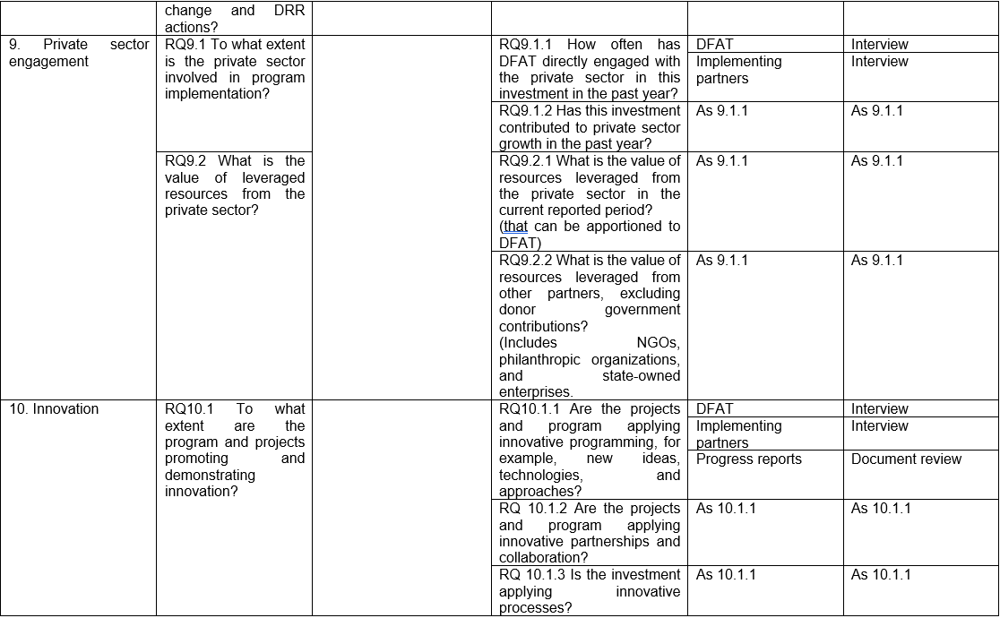 change and DRR
actions?
9. Private sector
engagement
RQ9.1 To what extent
is the private sector
involved in program
implementation?
RQ9.1.1 How often has
DFAT directly engaged with
the private sector in this
investment in the past year?
DFAT
Interview
Implementing
partners
Interview
RQ9.1.2 Has this investment
contributed to private sector
growth in the past year?
As 9.1.1
As 9.1.1
RQ9.2 What is the
value of leveraged
resources from the
private sector?
RQ9.2.1 What is the value of
resources leveraged from
the private sector in the
current reported period?
(that can be apportioned to
DFAT)
As 9.1.1
As 9.1.1
RQ9.2.2 What is the value of
resources leveraged from
other partners, excluding
donor government
contributions?
(Includes NGOs,
philanthropic organizations,
and state-owned
enterprises.
As 9.1.1
As 9.1.1
10. Innovation
RQ10.1 To what
extent are the
program and projects
promoting and
demonstrating
innovation?
RQ10.1.1 Are the projects
and program applying
innovative programming, for
example, new ideas,
technologies, and
approaches?
DFAT
Interview
Implementing
partners
Interview
Progress reports
Document review
RQ 10.1.2 Are the projects
and program applying
innovative partnerships and
collaboration?
As 10.1.1
As 10.1.1
RQ 10.1.3 Is the investment
applying innovative
processes?
As 10.1.1
As 10.1.1